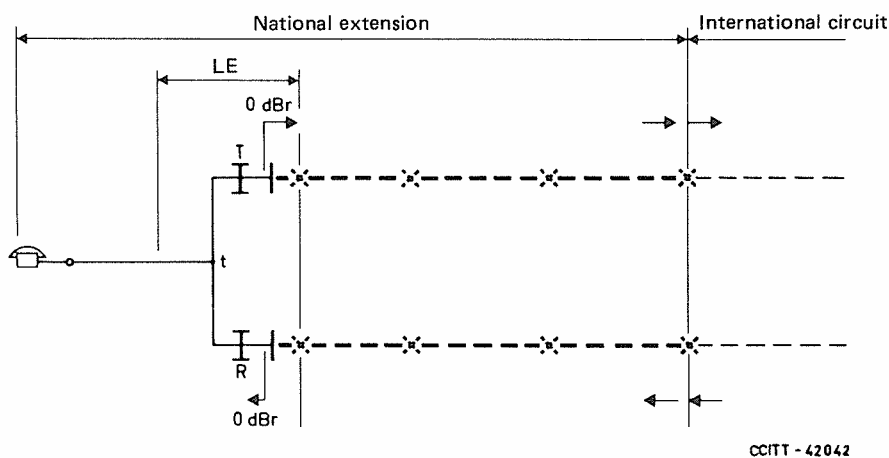 National extension
International circuit
LE
0 dBr
T
t
R
0 dBr
CCITT - 42042